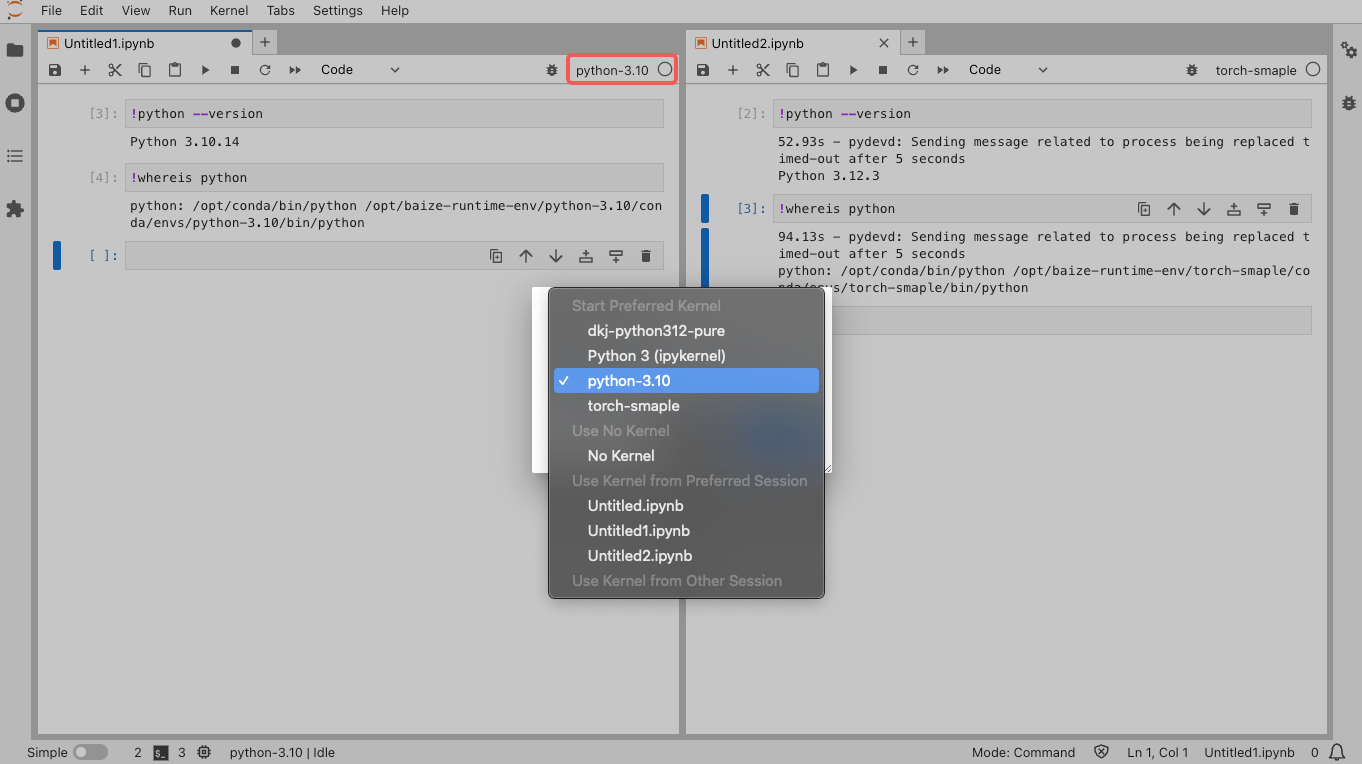 File Edit View Run Kernel Tabs Settings Help
Untitled1.ipynb
Code
python-3.10
[3]:
!python --version
Python 3.10.14
[4]:
!whereis python
python: /opt/conda/bin/python /opt/baize-runtime-env/python-3.10/con
da/envs/python-3.10/bin/python
[ ]:
Untitled2.ipynb
Code
torch-smaple
[2]:
!python --version
52.93s - pydevd: Sending message related to process being replaced t
imed-out after 5 seconds
Python 3.12.3
[3]:
!whereis python
94.13s - pydevd: Sending message related to process being replaced t
imed-out after 5 seconds
python: /opt/conda/bin/python /opt/baize-runtime-env/torch-smaple/co
nda/envs/torch-smaple/bin/python
Start Preferred Kernel
dkj-python312-pure
Python 3 (ipykernel)
✓ python-3.10
torch-smaple
Use No Kernel
No Kernel
Use Kernel from Preferred Session
Untitled.ipynb
Untitled1.ipynb
Untitled2.ipynb
Use Kernel from Other Session
Simple 2 $_ 3 python-3.10 | Idle Mode: Command Ln 1, Col 1 Untitled1.ipynb 0